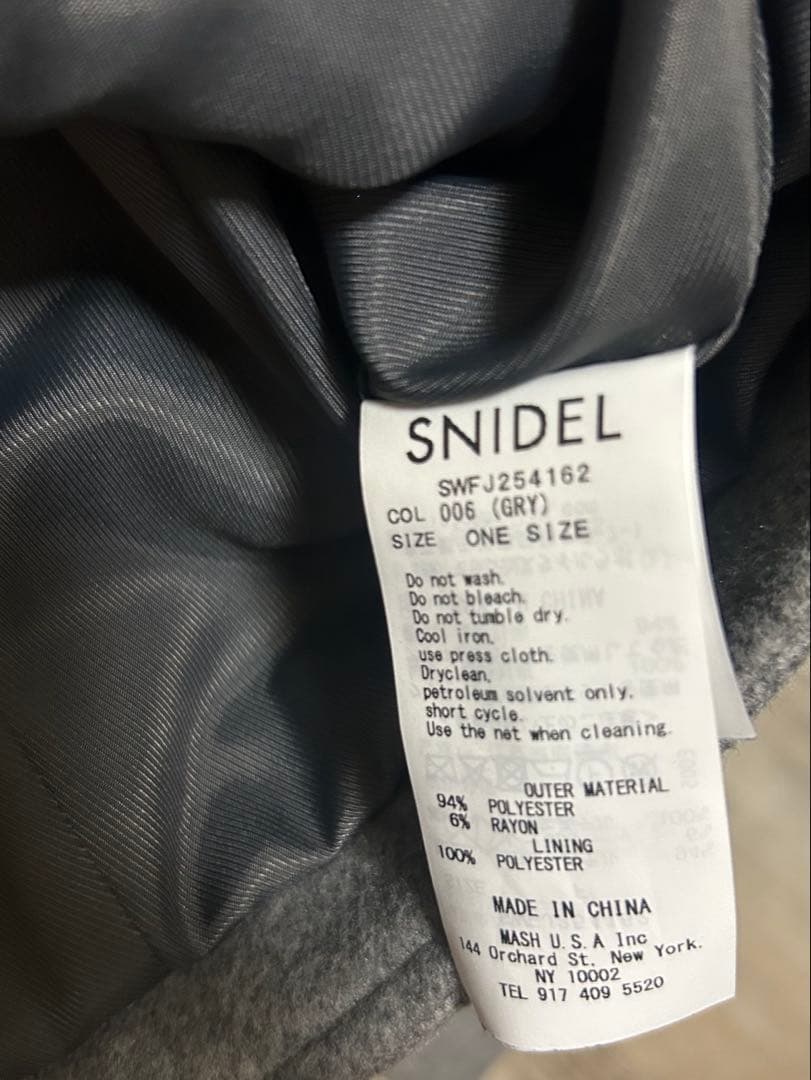 SNIDEL
SWFJ254162
COL 006 (GRY)
SIZE ONE SIZE
Do not wash.
Do not bleach.
Do not tumble dry.
Cool iron.
use press cloth.
Dryclean,
petroleum solvent only.
short cycle.
Use the net when cleaning.
OUTER MATERIAL
94% POLYESTER
6% RAYON
LINING
100% POLYESTER
MADE IN CHINA
MASH U.S.A Inc
144 Orchard St, New York.
NY 10002
TEL 917 409 5520